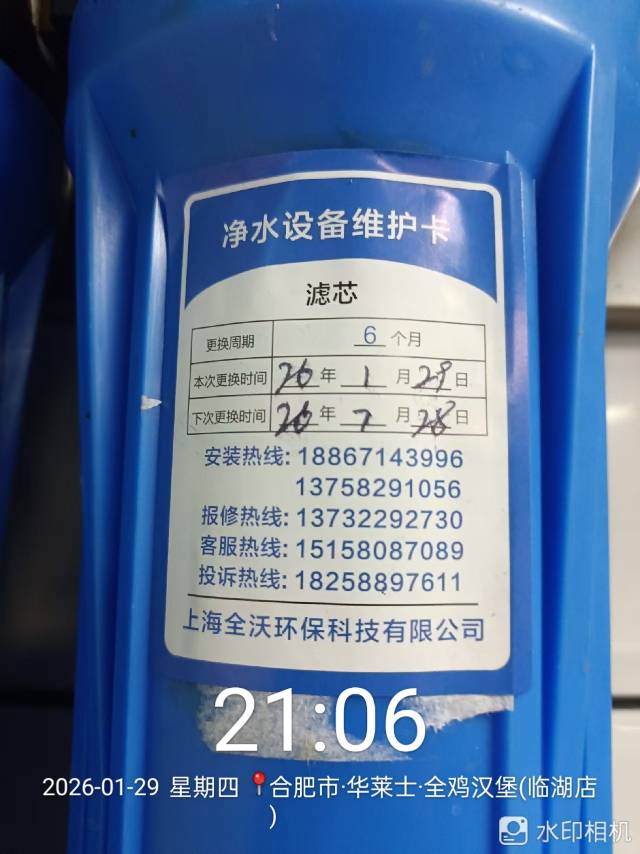 净水设备维护卡
滤芯
更换周期 6 个月
本次更换时间 26 年 1 月 29 日
下次更换时间 26 年 7 月 28 日
安装热线: 18867143996
13758291056
报修热线: 13732292730
客服热线: 15158087089
投诉热线: 18258897611
上海全沃环保科技有限公司
21:06
2026-01-29 星期四 📍合肥市·华莱士·全鸡汉堡(临湖店
)
水印相机